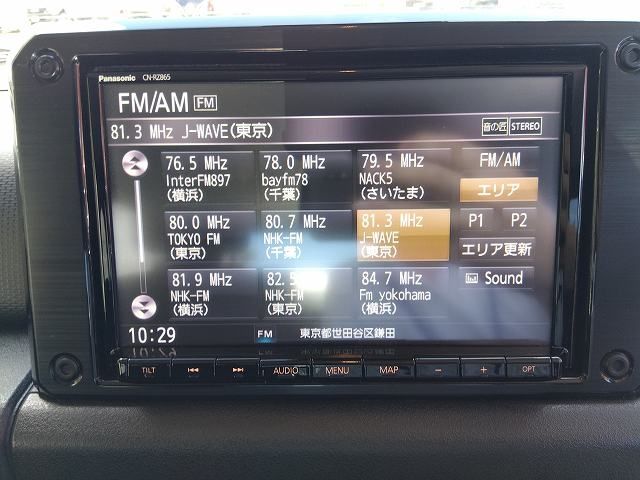 Panasonic CN-RZ865
FM/AM FM
81.3 MHz J-WAVE(東京)
音の匠 STEREO
76.5 MHz
InterFM897
(横浜)
78.0 MHz
bayfm78
(千葉)
79.5 MHz
NACK5
(さいたま)
FM/AM
エリア
80.0 MHz
TOKYO FM
(東京)
80.7 MHz
NHK-FM
(千葉)
81.3 MHz
J-WAVE
(東京)
P1 P2
エリア更新
81.9 MHz
NHK-FM
(横浜)
NHK-FM
(東京)
84.7 MHz
Fm yokohama
(横浜)
Sound
10:29
FM
東京都世田谷区鎌田
TILT AUDIO MENU MAP - + OPT